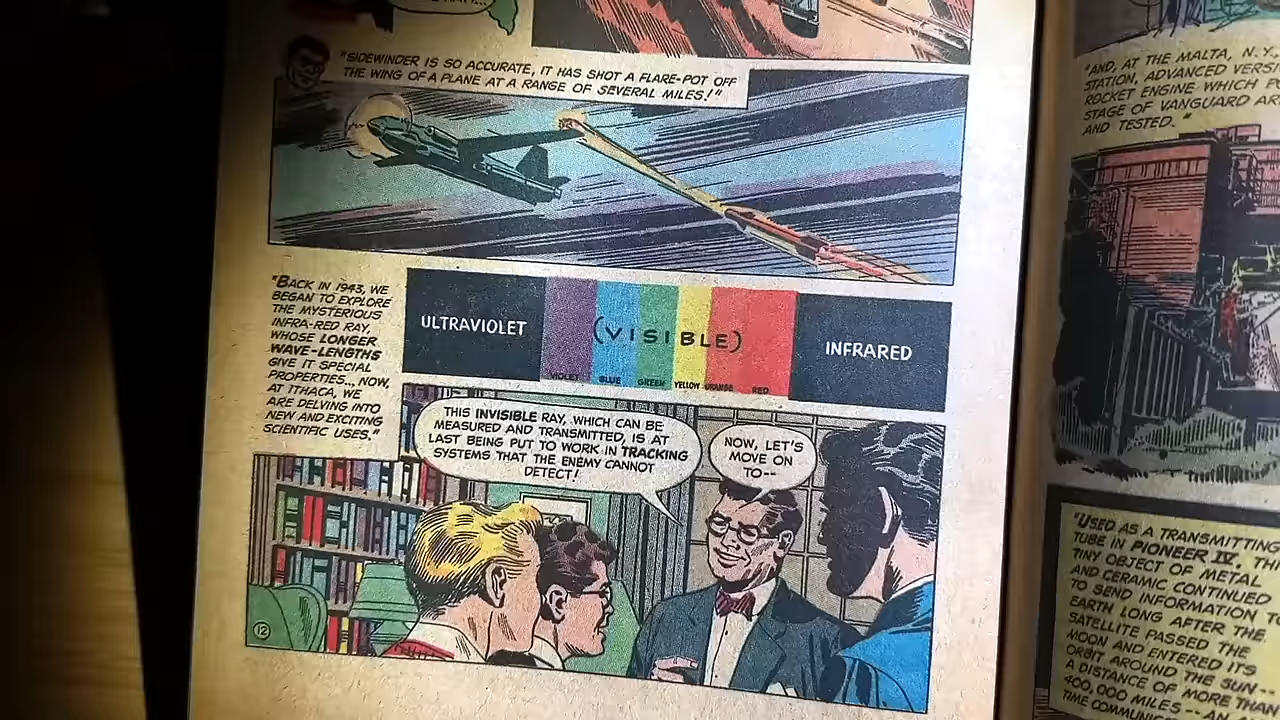 "SIDEWINDER IS SO ACCURATE, IT HAS SHOT A FLARE-POT OFF
THE WING OF A PLANE AT A RANGE OF SEVERAL MILES!"
"BACK IN 1943, WE
BEGAN TO EXPLORE
THE MYSTERIOUS
INFRA-RED RAY,
WHOSE LONGER
WAVE-LENGTHS
GIVE IT SPECIAL
PROPERTIES... NOW,
AT ITHACA, WE
ARE DELVING INTO
NEW AND EXCITING
SCIENTIFIC USES."
ULTRAVIOLET
(VISIBLE)
INFRARED
VIOLET
BLUE
GREEN
YELLOW
ORANGE
RED
THIS INVISIBLE RAY, WHICH CAN BE
MEASURED AND TRANSMITTED, IS AT
LAST BEING PUT TO WORK IN TRACKING
SYSTEMS THAT THE ENEMY CANNOT
DETECT!
NOW, LET'S
MOVE ON
TO--
12
"AND, AT THE MALTA, N.Y.
STATION, ADVANCED
ROCKET ENGINE WHICH
STAGE OF VANGUARD
AND TESTED."
"USED AS A TRANSMITTING
TUBE IN PIONEER IV,
TINY OBJECT OF METAL
AND CERAMIC CONTINUED
TO SEND INFORMATION
EARTH LONG AFTER THE
SATELLITE PASSED THE
MOON AND ENTERED ITS
ORBIT AROUND THE SUN--
A DISTANCE OF MORE THAN
400,000 MILES--
TIME